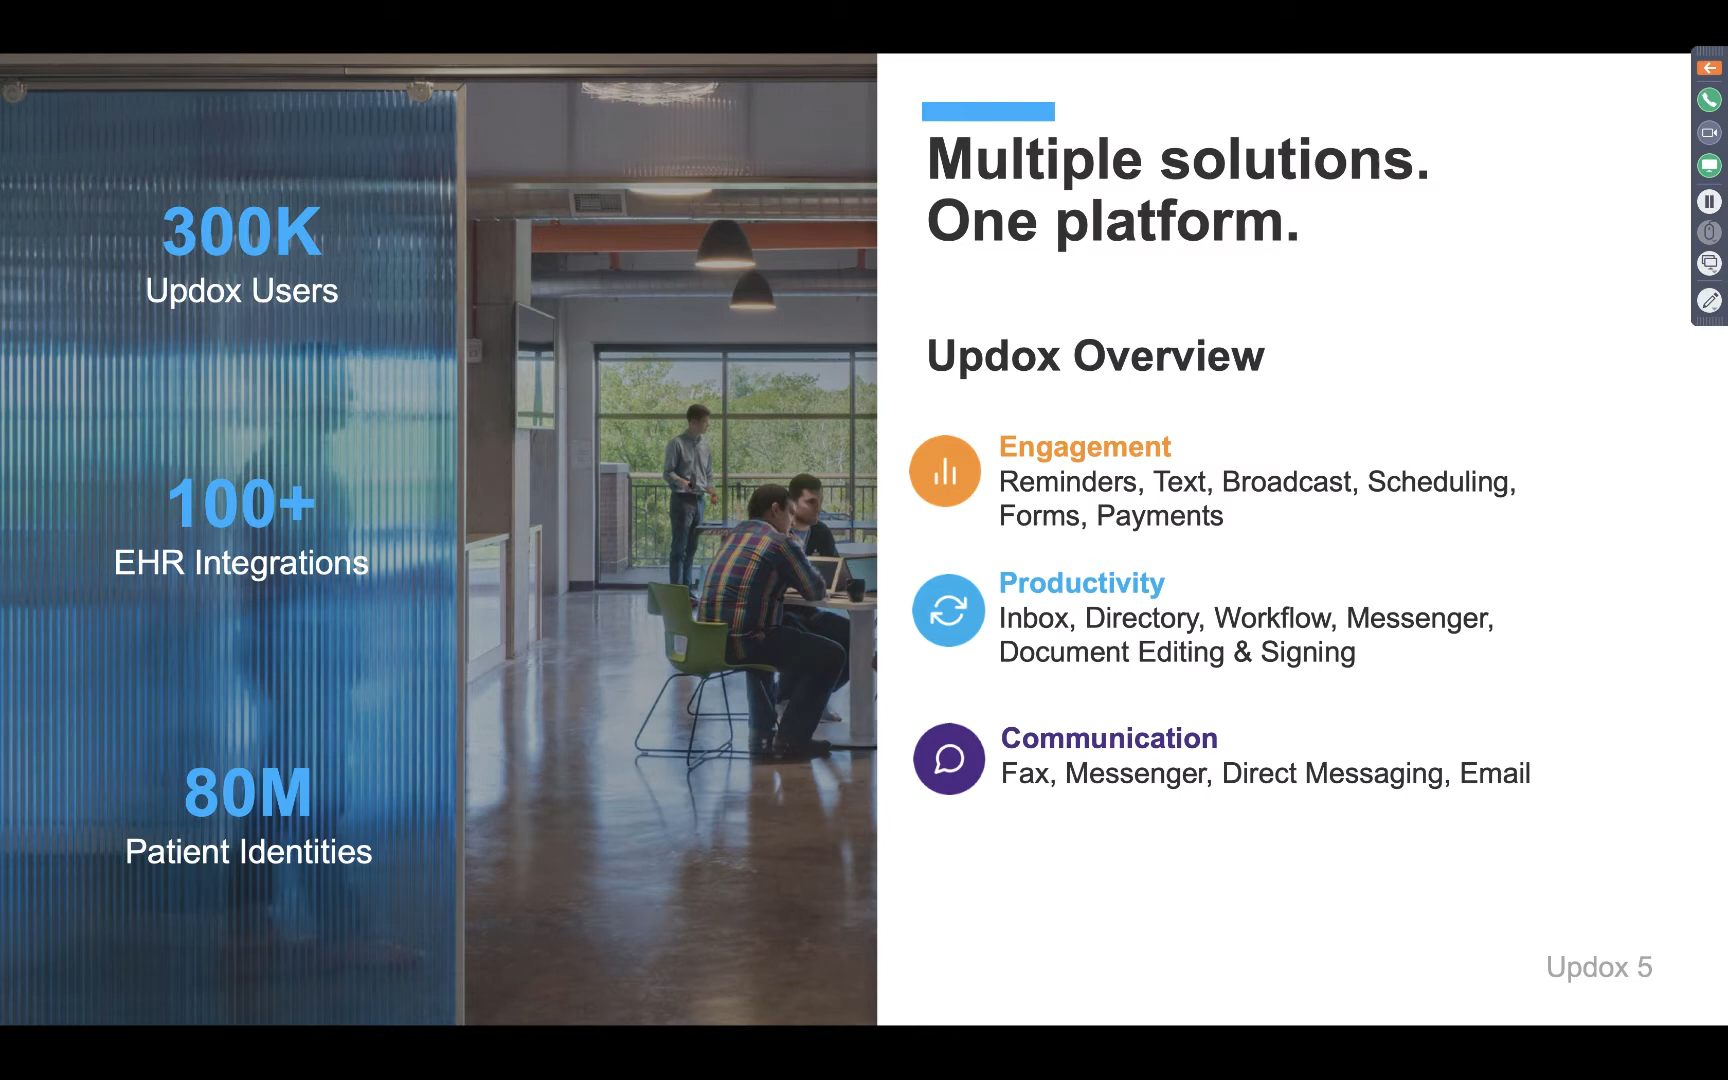 300K
Updox Users
100+
EHR Integrations
80M
Patient Identities
Multiple solutions.
One platform.
Updox Overview
Engagement
Reminders, Text, Broadcast, Scheduling,
Forms, Payments
Productivity
Inbox, Directory, Workflow, Messenger,
Document Editing & Signing
Communication
Fax, Messenger, Direct Messaging, Email
Updox 5